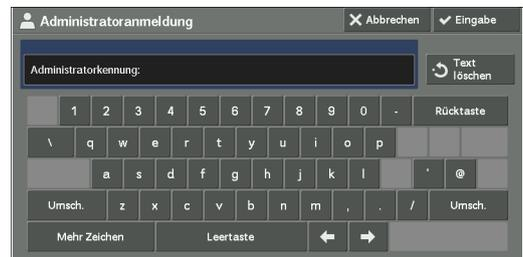 Administratoranmeldung Abbrechen Eingabe
Administratorkennung: Text löschen
1 2 3 4 5 6 7 8 9 0 - Rücktaste
\ q w e r t y u i o p
a s d f g h j k l ' @
Umsch. z x c v b n m , . / Umsch.
Mehr Zeichen Leertaste